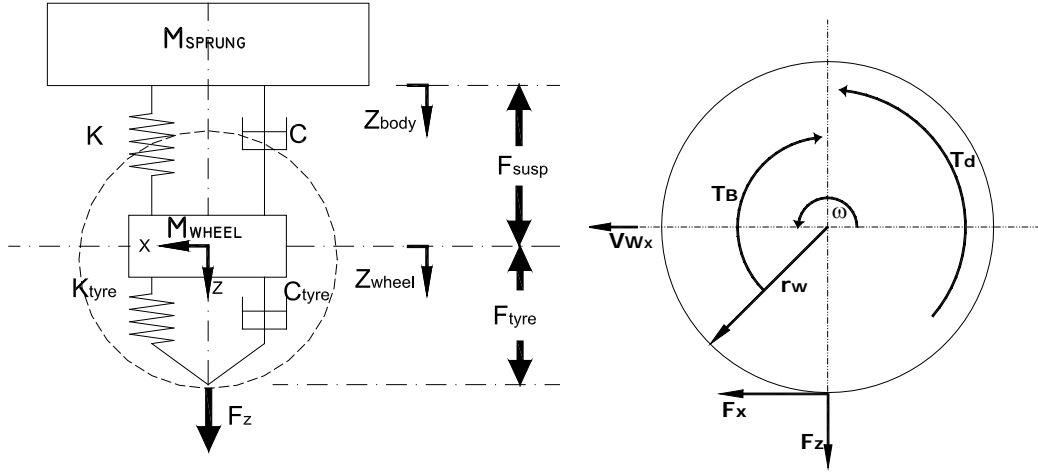 MSPRUNG
Zbody
K
C
Fsusp
Td
TB
ω
MWHEEL
X
VWx
Z
Zwheel
Ktyre
Ctyre
rw
Ftyre
Fz
Fx
Fz